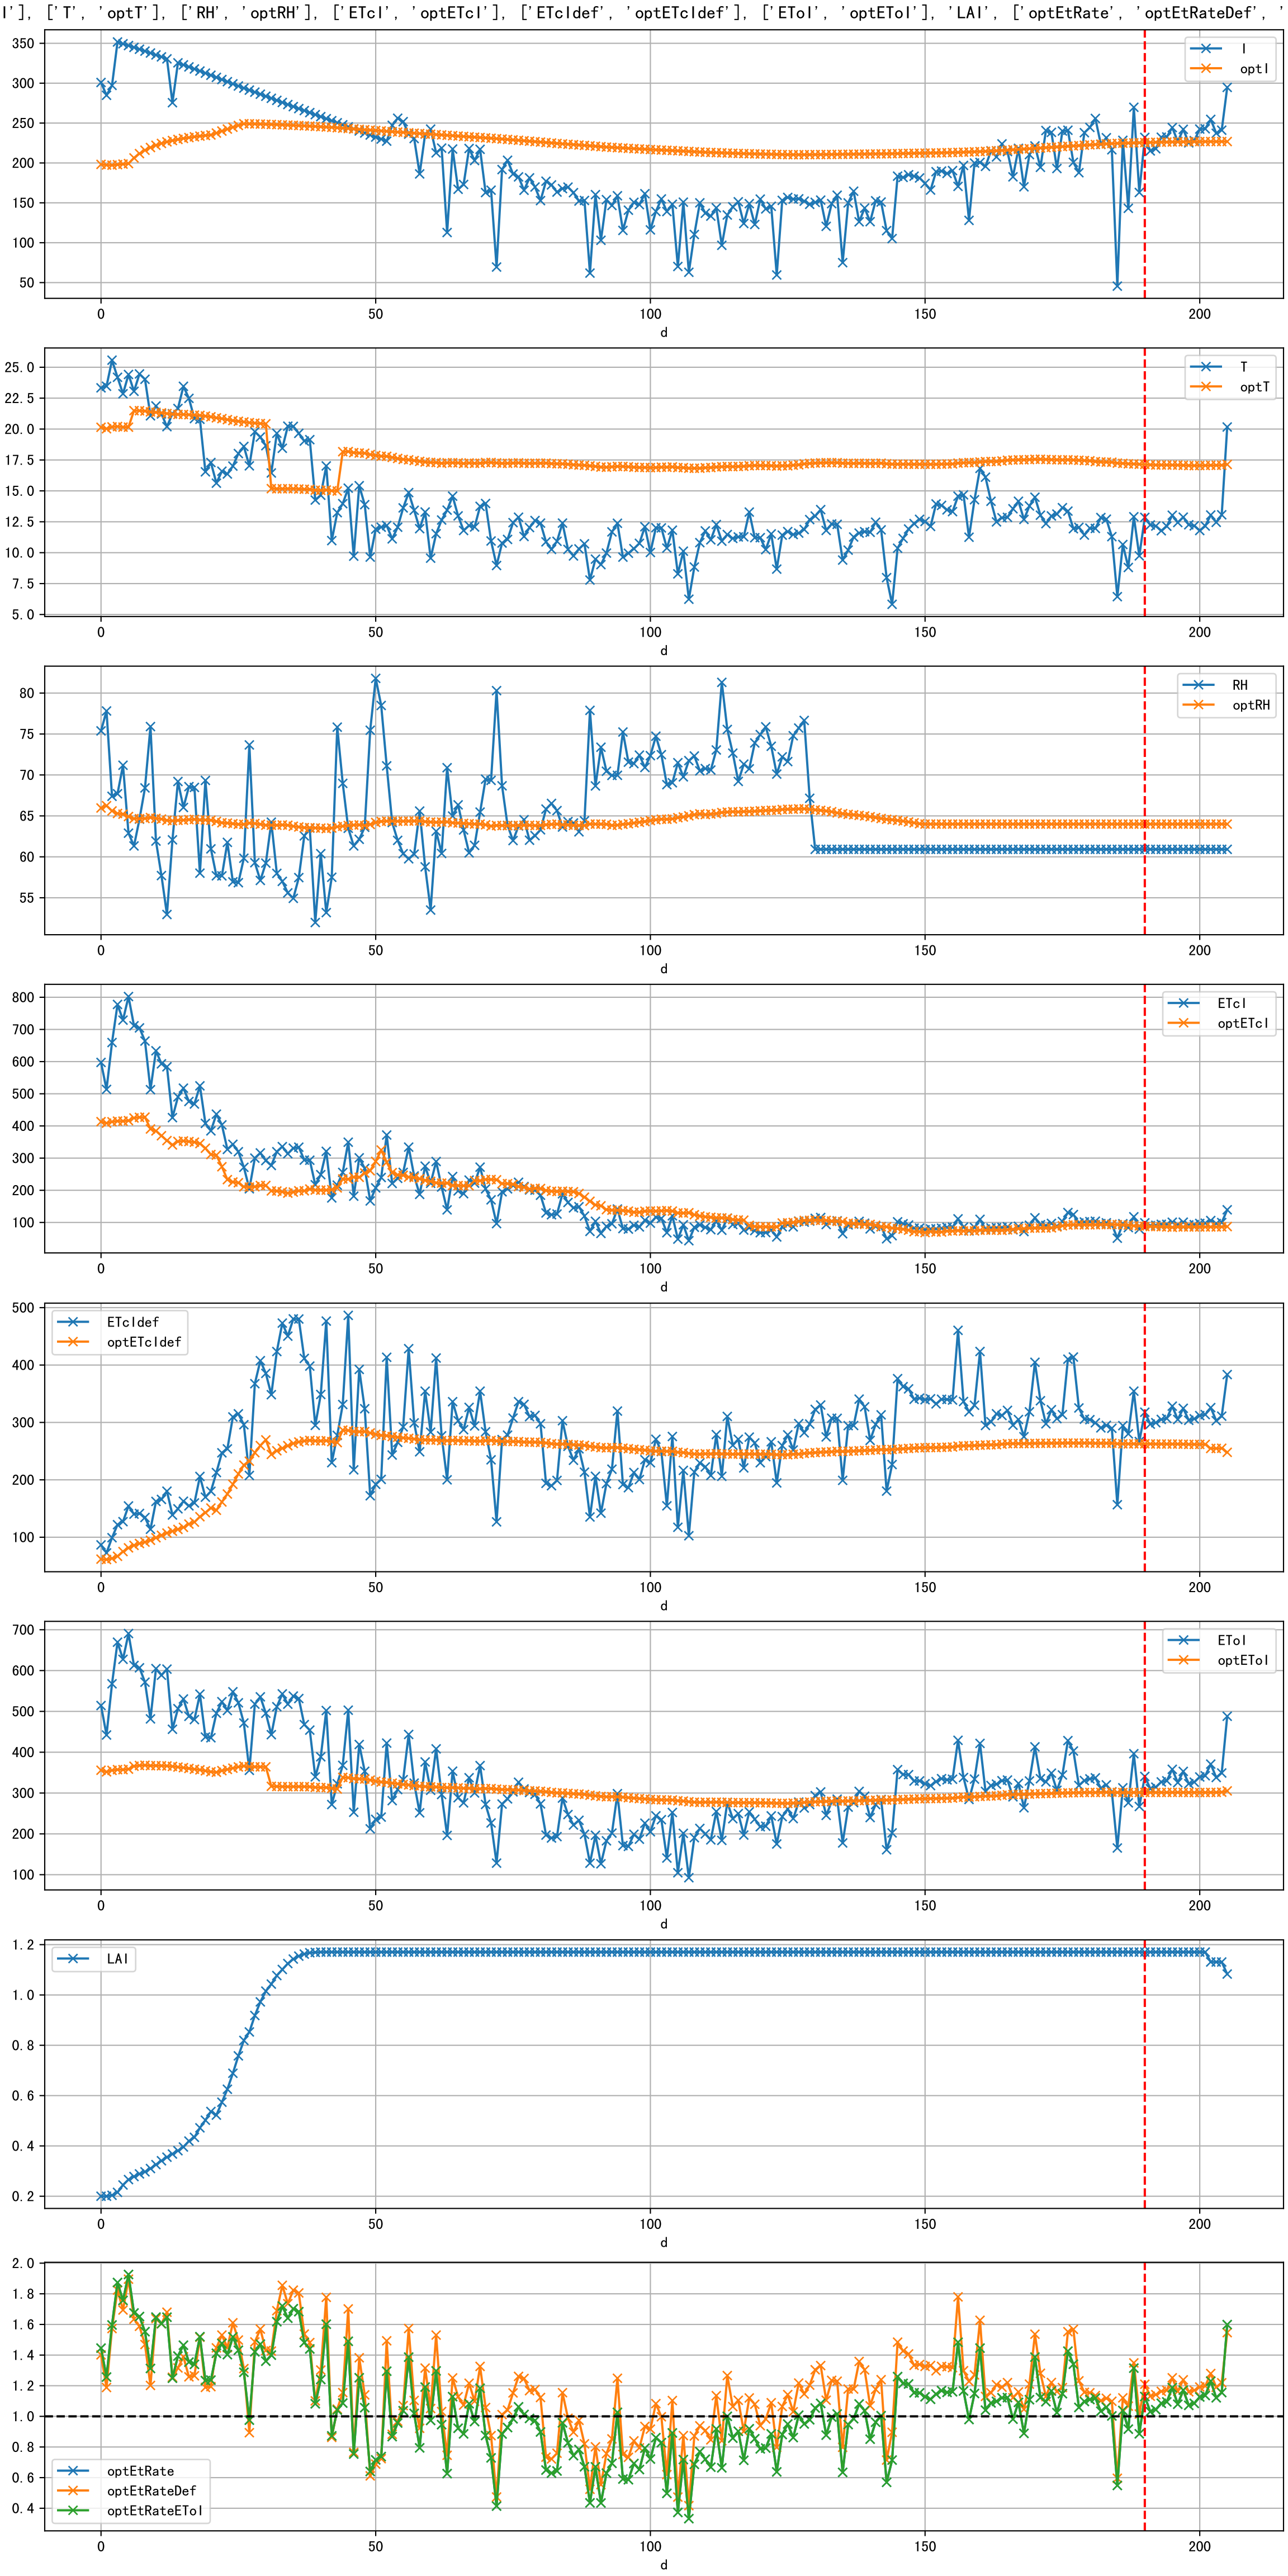 I'], ['T', 'optT'], ['RH', 'optRH'], ['ETcI', 'optETcI'], ['ETcIdef', 'optETcIdef'], ['EToI', 'optEToI'], 'LAI', ['optEtRate', 'optEtRateDef', '
350
300
250
200
150
100
50
I
optI
0 50 100 150 200
d
25.0
22.5
20.0
17.5
15.0
12.5
10.0
7.5
5.0
T
optT
0 50 100 150 200
d
80
75
70
65
60
55
RH
optRH
0 50 100 150 200
d
800
700
600
500
400
300
200
100
ETcI
optETcI
0 50 100 150 200
d
500
400
300
200
100
ETcIdef
optETcIdef
0 50 100 150 200
d
700
600
500
400
300
200
100
EToI
optEToI
0 50 100 150 200
d
1.2
1.0
0.8
0.6
0.4
0.2
LAI
0 50 100 150 200
d
2.0
1.8
1.6
1.4
1.2
1.0
0.8
0.6
0.4
optEtRate
optEtRateDef
optEtRateEToI
0 50 100 150 200
d